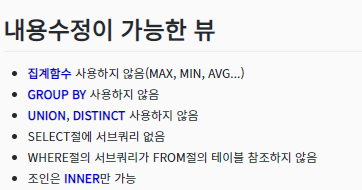 내용수정이 가능한 뷰
집계함수 사용하지 않음(MAX, MIN, AVG...)
GROUP BY 사용하지 않음
UNION, DISTINCT 사용하지 않음
SELECT절에 서브쿼리 없음
WHERE절의 서브쿼리가 FROM절의 테이블 참조하지 않음
조인은 INNER만 가능